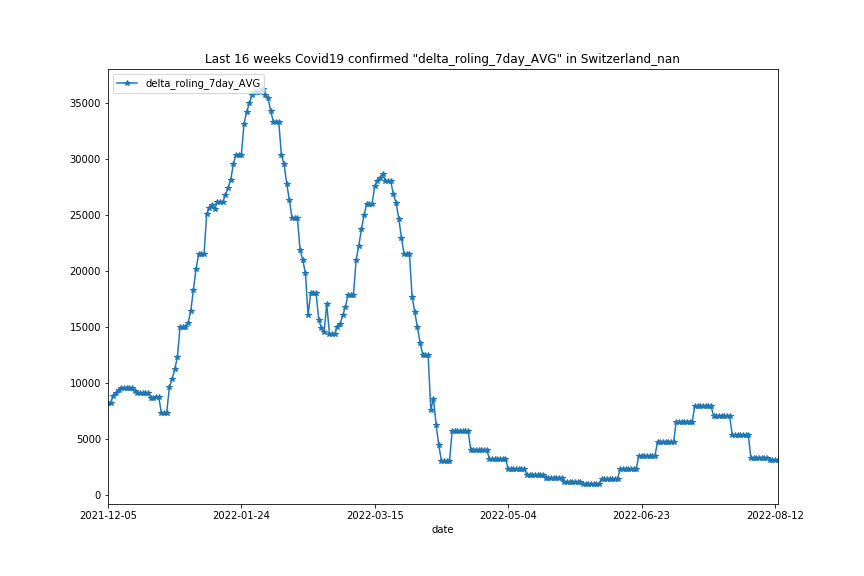 Last 16 weeks Covid19 confirmed "delta_roling_7day_AVG" in Switzerland_nan
delta_roling_7day_AVG
35000
30000
25000
20000
15000
10000
5000
0
2021-12-05 2022-01-24 2022-03-15 2022-05-04 2022-06-23 2022-08-12
date